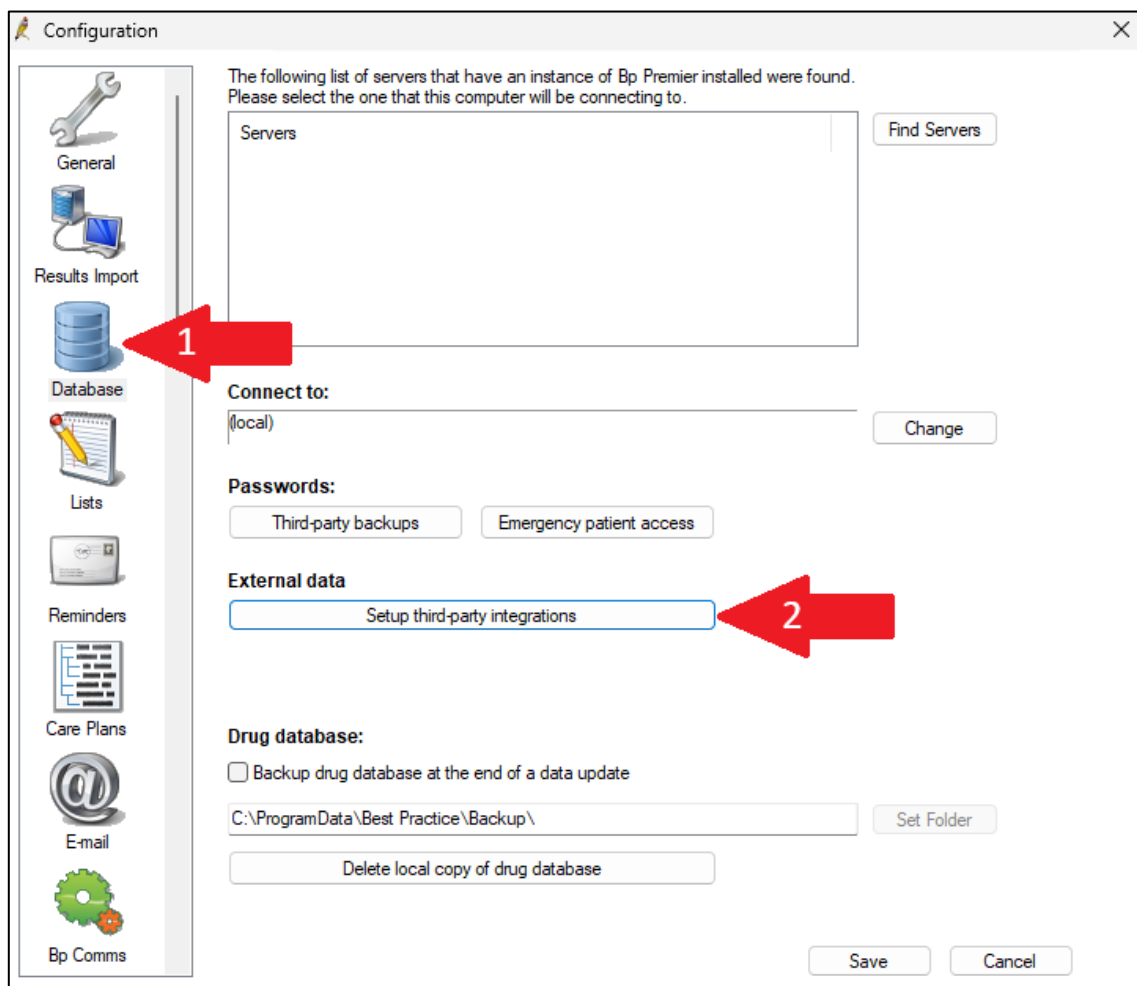 Configuration
General
Results Import
Database
Lists
Reminders
Care Plans
E-mail
Bp Comms
The following list of servers that have an instance of Bp Premier installed were found.
Please select the one that this computer will be connecting to.
Servers
Find Servers
1
Connect to:
(local)
Change
Passwords:
Third-party backups
Emergency patient access
External data
Setup third-party integrations
2
Drug database:
Backup drug database at the end of a data update
C:\ProgramData\Best Practice\Backup\
Set Folder
Delete local copy of drug database
Save
Cancel